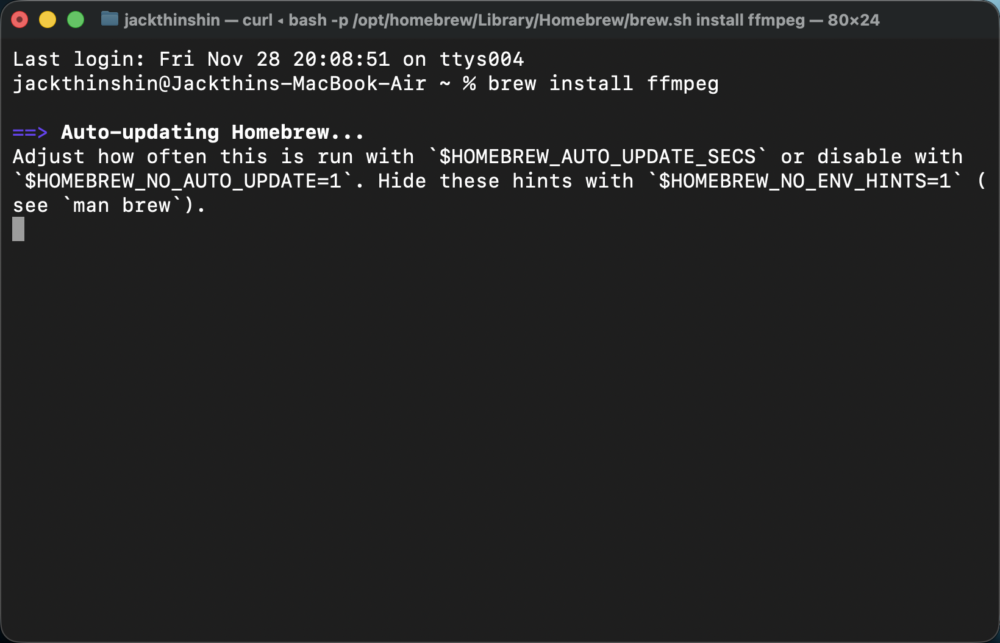 jackthinshin — curl ◂ bash -p /opt/homebrew/Library/Homebrew/brew.sh install ffmpeg — 80×24
Last login: Fri Nov 28 20:08:51 on ttys004
jackthinshin@Jackthins-MacBook-Air ~ % brew install ffmpeg
==> Auto-updating Homebrew...
Adjust how often this is run with `$HOMEBREW_AUTO_UPDATE_SECS` or disable with
`$HOMEBREW_NO_AUTO_UPDATE=1`. Hide these hints with `$HOMEBREW_NO_ENV_HINTS=1` (
see `man brew`).